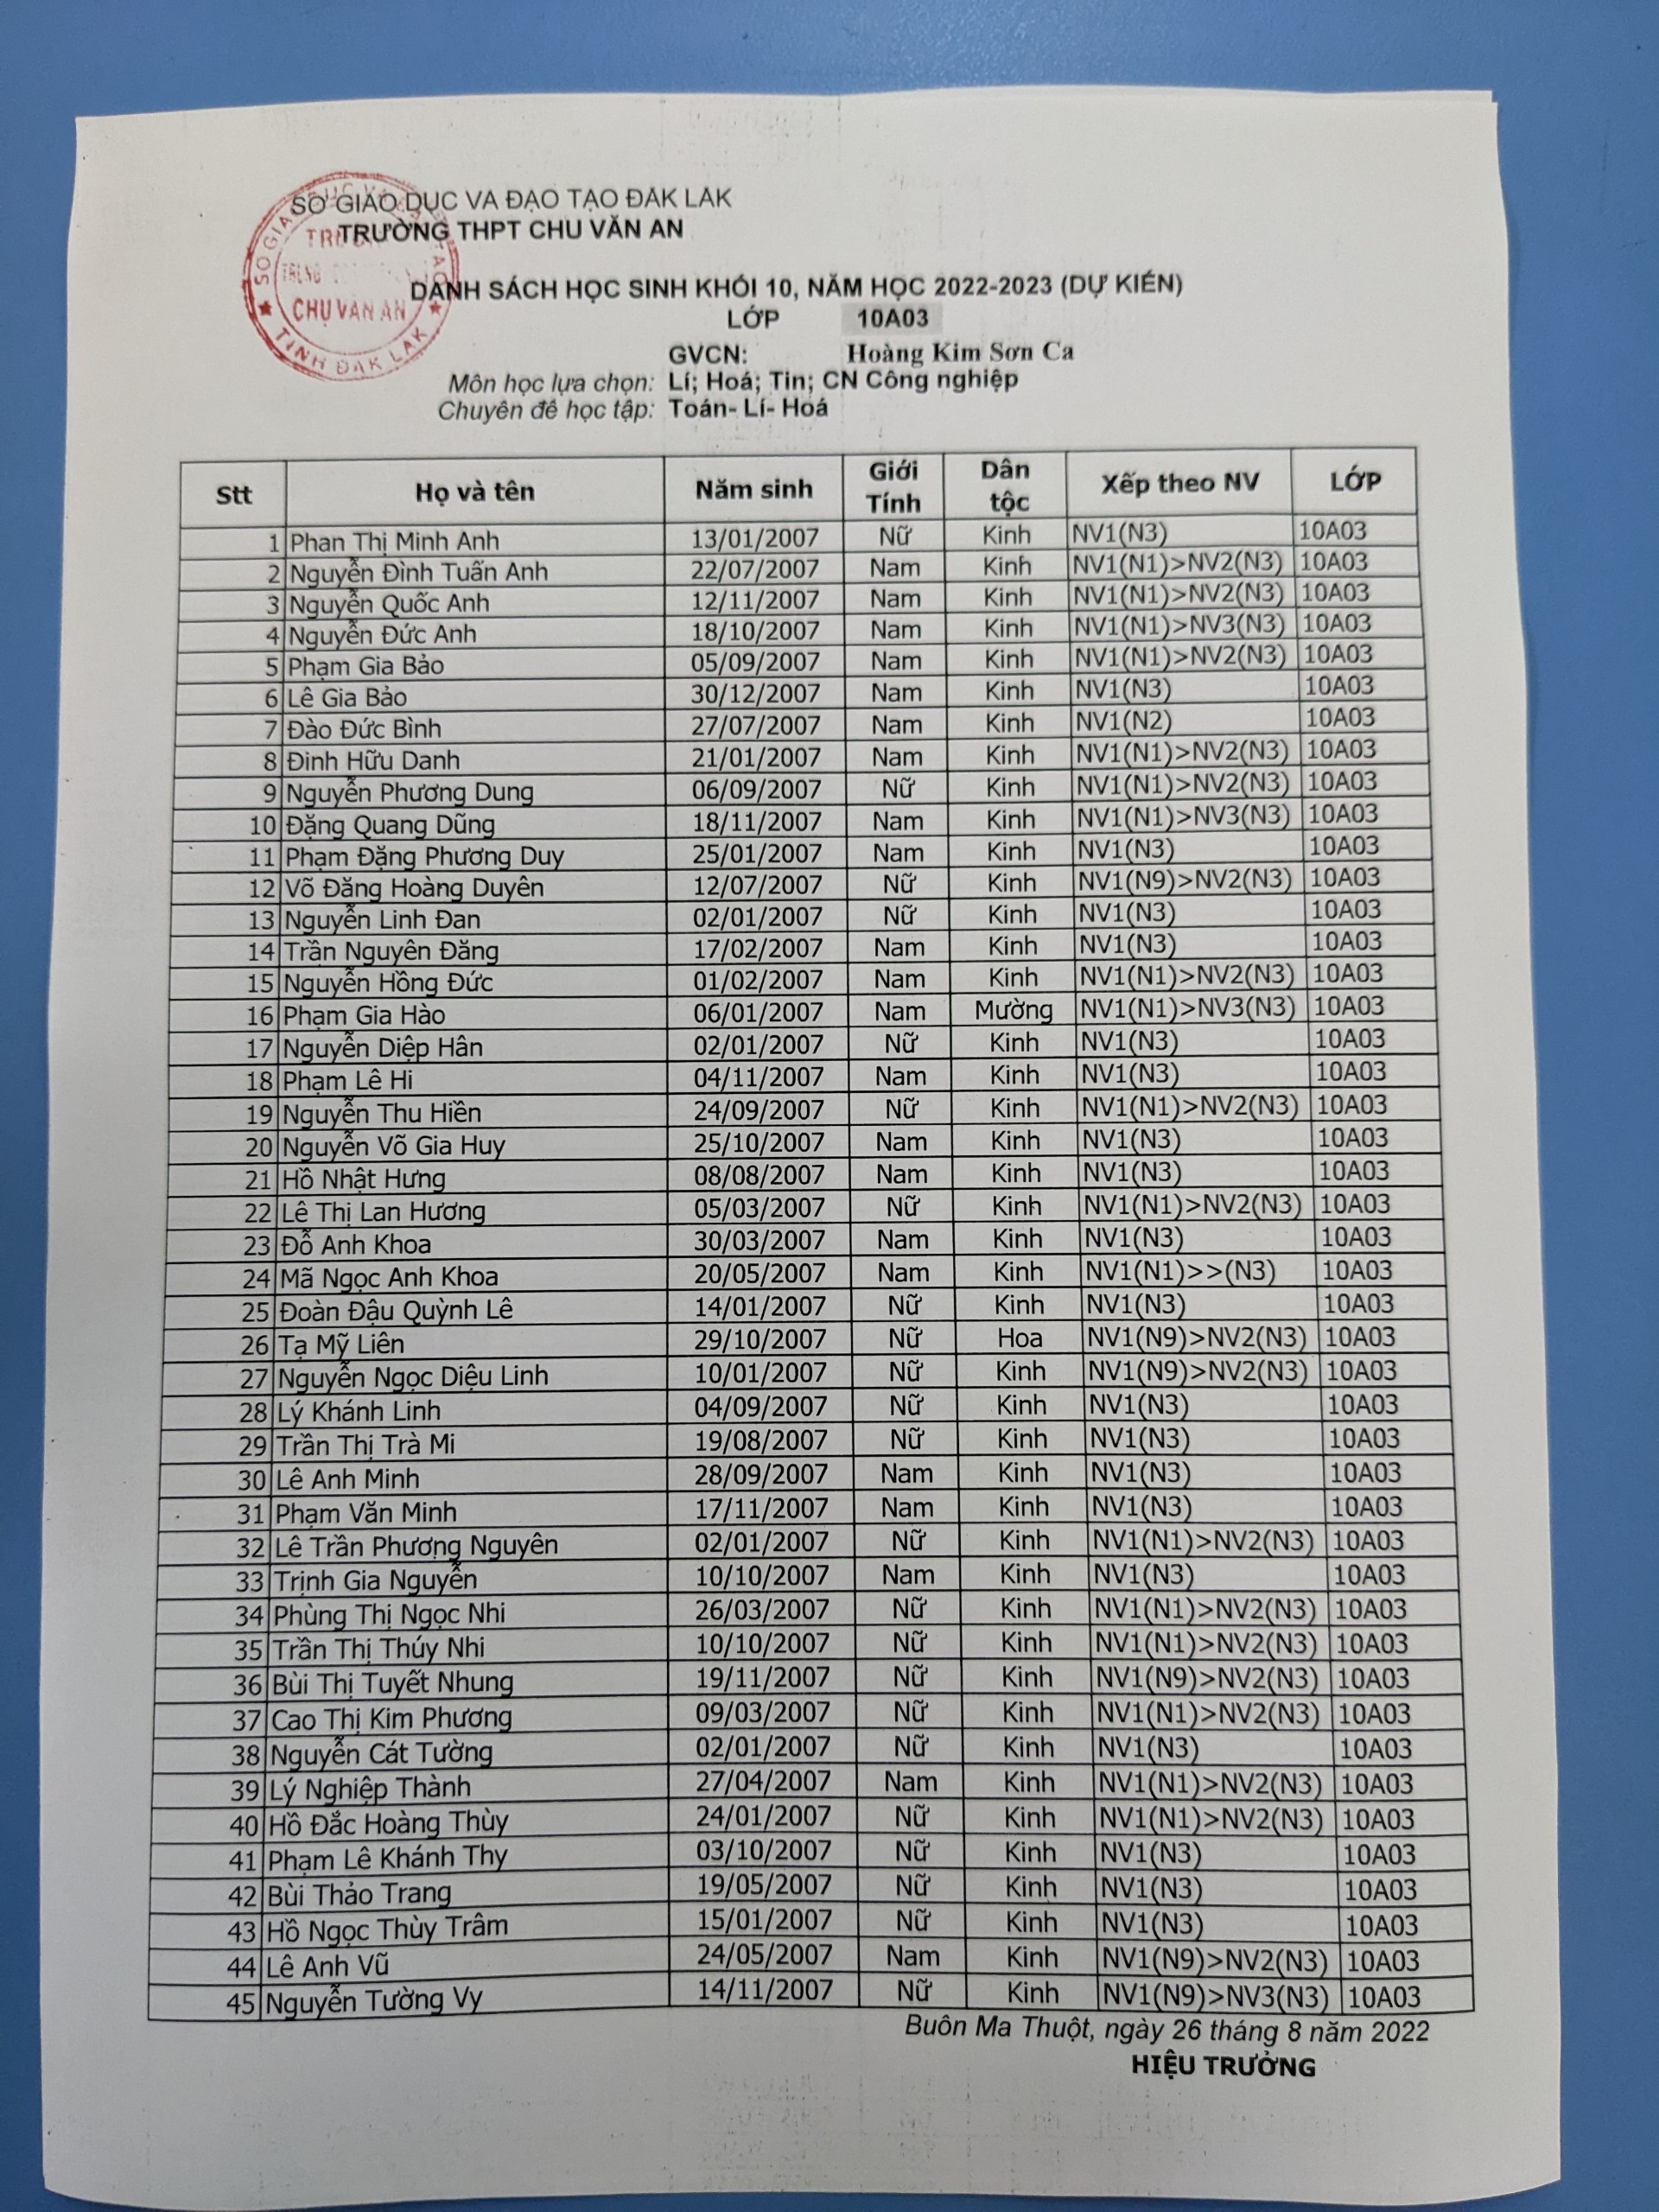 SỞ GIÁO DỤC VÀ ĐÀO TẠO ĐĂK LĂK
TRƯỜNG THPT CHU VĂN AN
CHU VĂN AN
TỈNH ĐĂK LĂK
DANH SÁCH HỌC SINH KHỐI 10, NĂM HỌC 2022-2023 (DỰ KIẾN)
LỚP 10A03
GVCN: Hoàng Kim Sơn Ca
Môn học lựa chọn: Lí; Hoá; Tin; CN Công nghiệp
Chuyên đề học tập: Toán- Lí- Hoá
Stt Họ và tên Năm sinh Giới Tính Dân tộc Xếp theo NV LỚP
1 Phan Thị Minh Anh 13/01/2007 Nữ Kinh NV1(N3) 10A03
2 Nguyễn Đình Tuấn Anh 22/07/2007 Nam Kinh NV1(N1)>NV2(N3) 10A03
3 Nguyễn Quốc Anh 12/11/2007 Nam Kinh NV1(N1)>NV2(N3) 10A03
4 Nguyễn Đức Anh 18/10/2007 Nam Kinh NV1(N1)>NV3(N3) 10A03
5 Phạm Gia Bảo 05/09/2007 Nam Kinh NV1(N1)>NV2(N3) 10A03
6 Lê Gia Bảo 30/12/2007 Nam Kinh NV1(N3) 10A03
7 Đào Đức Bình 27/07/2007 Nam Kinh NV1(N2) 10A03
8 Đinh Hữu Danh 21/01/2007 Nam Kinh NV1(N1)>NV2(N3) 10A03
9 Nguyễn Phương Dung 06/09/2007 Nữ Kinh NV1(N1)>NV2(N3) 10A03
10 Đặng Quang Dũng 18/11/2007 Nam Kinh NV1(N1)>NV3(N3) 10A03
11 Phạm Đặng Phương Duy 25/01/2007 Nam Kinh NV1(N3) 10A03
12 Võ Đăng Hoàng Duyên 12/07/2007 Nữ Kinh NV1(N9)>NV2(N3) 10A03
13 Nguyễn Linh Đan 02/01/2007 Nữ Kinh NV1(N3) 10A03
14 Trần Nguyên Đăng 17/02/2007 Nam Kinh NV1(N3) 10A03
15 Nguyễn Hồng Đức 01/02/2007 Nam Kinh NV1(N1)>NV2(N3) 10A03
16 Phạm Gia Hào 06/01/2007 Nam Mường NV1(N1)>NV3(N3) 10A03
17 Nguyễn Diệp Hân 02/01/2007 Nữ Kinh NV1(N3) 10A03
18 Phạm Lê Hi 04/11/2007 Nam Kinh NV1(N3) 10A03
19 Nguyễn Thu Hiền 24/09/2007 Nữ Kinh NV1(N1)>NV2(N3) 10A03
20 Nguyễn Võ Gia Huy 25/10/2007 Nam Kinh NV1(N3) 10A03
21 Hồ Nhật Hưng 08/08/2007 Nam Kinh NV1(N3) 10A03
22 Lê Thị Lan Hương 05/03/2007 Nữ Kinh NV1(N1)>NV2(N3) 10A03
23 Đỗ Anh Khoa 30/03/2007 Nam Kinh NV1(N3) 10A03
24 Mã Ngọc Anh Khoa 20/05/2007 Nam Kinh NV1(N1)>>(N3) 10A03
25 Đoàn Đậu Quỳnh Lê 14/01/2007 Nữ Kinh NV1(N3) 10A03
26 Tạ Mỹ Liên 29/10/2007 Nữ Hoa NV1(N9)>NV2(N3) 10A03
27 Nguyễn Ngọc Diệu Linh 10/01/2007 Nữ Kinh NV1(N9)>NV2(N3) 10A03
28 Lý Khánh Linh 04/09/2007 Nữ Kinh NV1(N3) 10A03
29 Trần Thị Trà Mi 19/08/2007 Nữ Kinh NV1(N3) 10A03
30 Lê Anh Minh 28/09/2007 Nam Kinh NV1(N3) 10A03
31 Phạm Văn Minh 17/11/2007 Nam Kinh NV1(N3) 10A03
32 Lê Trần Phương Nguyên 02/01/2007 Nữ Kinh NV1(N1)>NV2(N3) 10A03
33 Trịnh Gia Nguyễn 10/10/2007 Nam Kinh NV1(N3) 10A03
34 Phùng Thị Ngọc Nhi 26/03/2007 Nữ Kinh NV1(N1)>NV2(N3) 10A03
35 Trần Thị Thúy Nhi 10/10/2007 Nữ Kinh NV1(N1)>NV2(N3) 10A03
36 Bùi Thị Tuyết Nhung 19/11/2007 Nữ Kinh NV1(N9)>NV2(N3) 10A03
37 Cao Thị Kim Phương 09/03/2007 Nữ Kinh NV1(N1)>NV2(N3) 10A03
38 Nguyễn Cát Tường 02/01/2007 Nữ Kinh NV1(N3) 10A03
39 Lý Nghiệp Thành 27/04/2007 Nam Kinh NV1(N1)>NV2(N3) 10A03
40 Hồ Đắc Hoàng Thùy 24/01/2007 Nữ Kinh NV1(N1)>NV2(N3) 10A03
41 Phạm Lê Khánh Thy 03/10/2007 Nữ Kinh NV1(N3) 10A03
42 Bùi Thảo Trang 19/05/2007 Nữ Kinh NV1(N3) 10A03
43 Hồ Ngọc Thùy Trâm 15/01/2007 Nữ Kinh NV1(N3) 10A03
44 Lê Anh Vũ 24/05/2007 Nam Kinh NV1(N9)>NV2(N3) 10A03
45 Nguyễn Tường Vy 14/11/2007 Nữ Kinh NV1(N9)>NV3(N3) 10A03
Buôn Ma Thuột, ngày 26 tháng 8 năm 2022
HIỆU TRƯỞNG